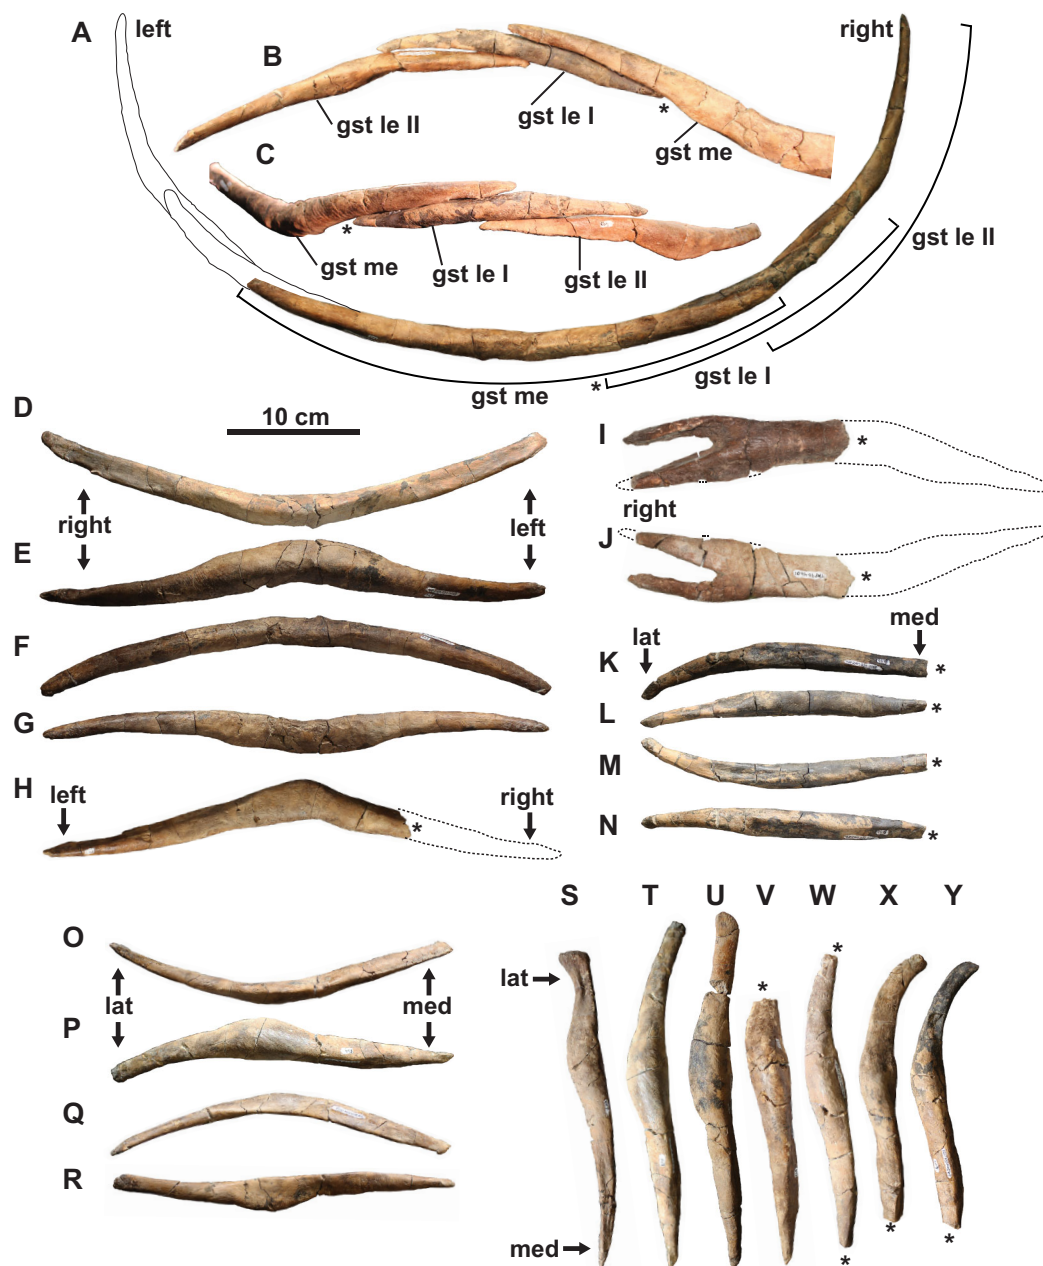 A
left
right
B
gst le II
gst le I
*
gst me
C
gst me
*
gst le I
gst le II
gst le II
gst le I
*
gst me
D
10 cm
right
left
E
F
G
H
left
right
*
I
*
right
J
*
lat
med
K
*
L
*
M
*
N
*
O
lat
med
P
Q
R
S T U V W X Y
lat
*
*
med
*
*
*